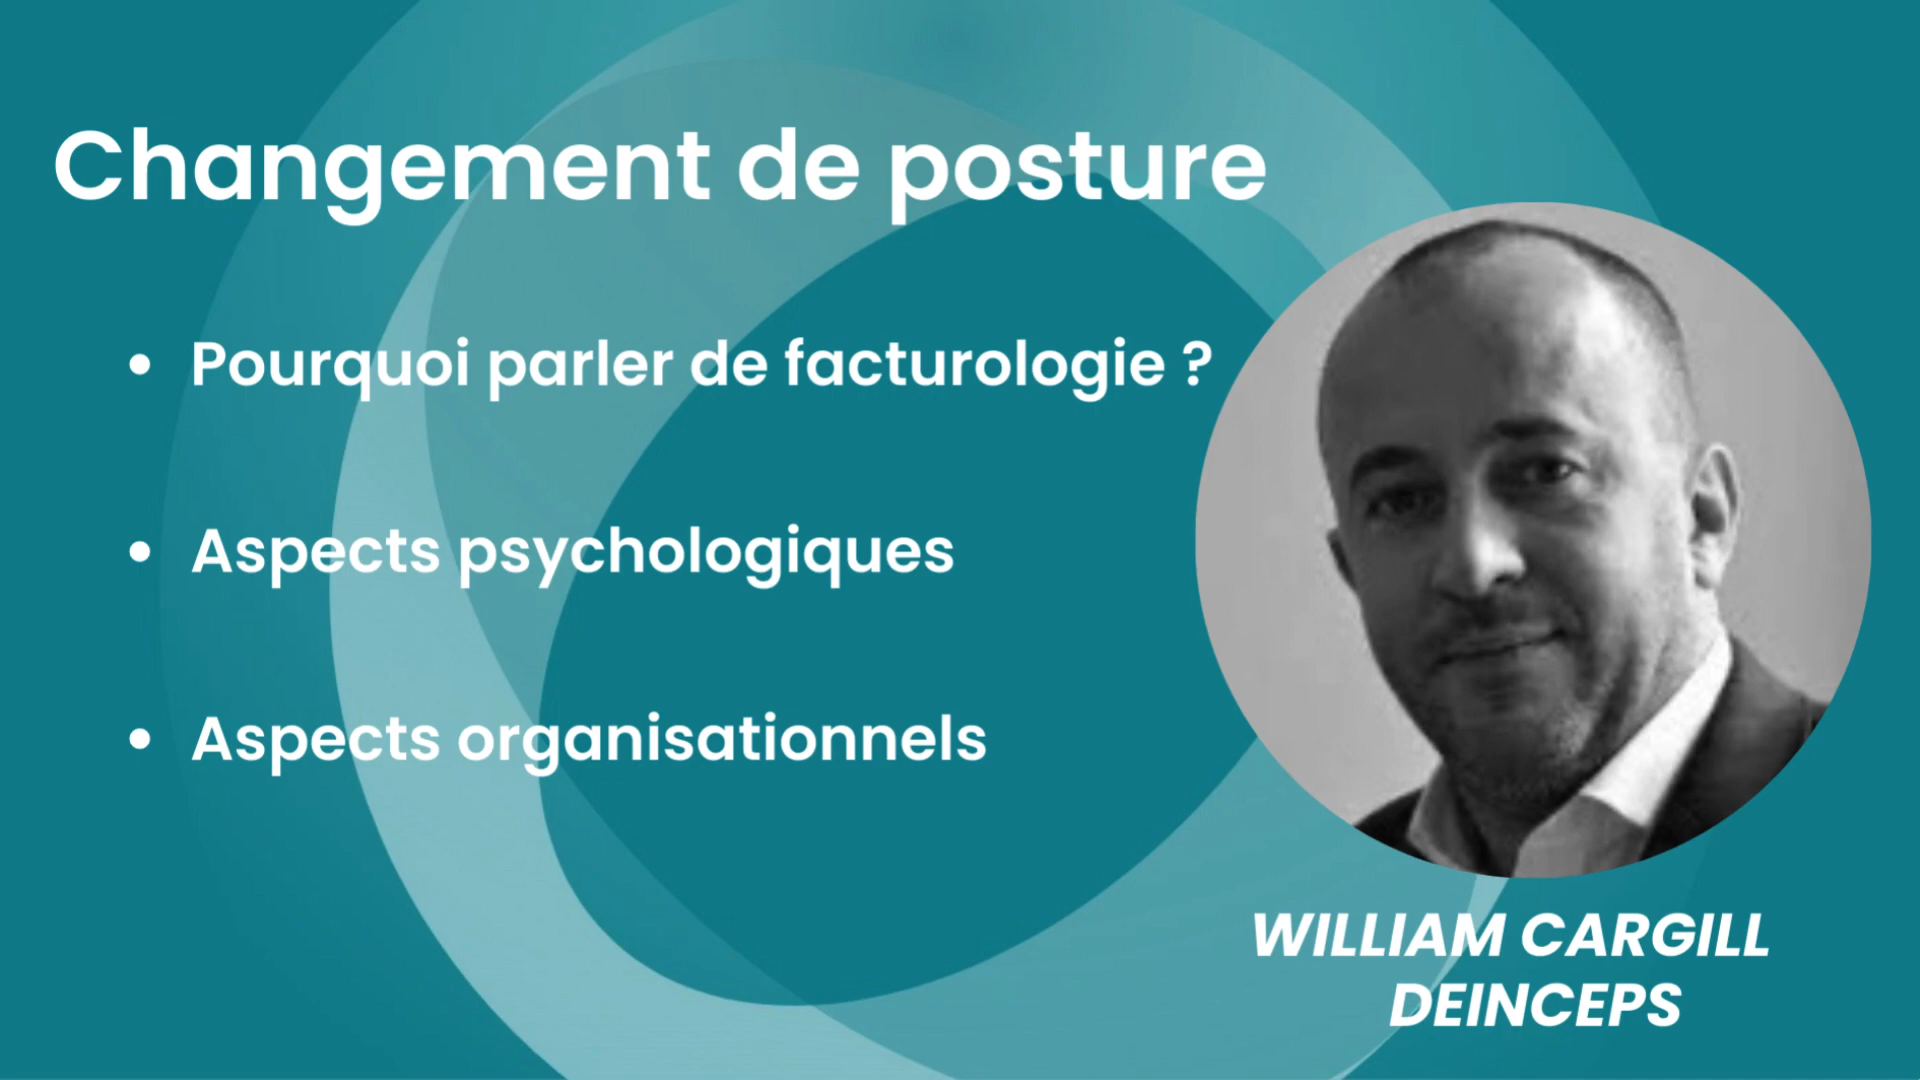 Changement de posture
• Pourquoi parler de facturologie ?
• Aspects psychologiques
• Aspects organisationnels
WILLIAM CARGILL
DEINCEPS